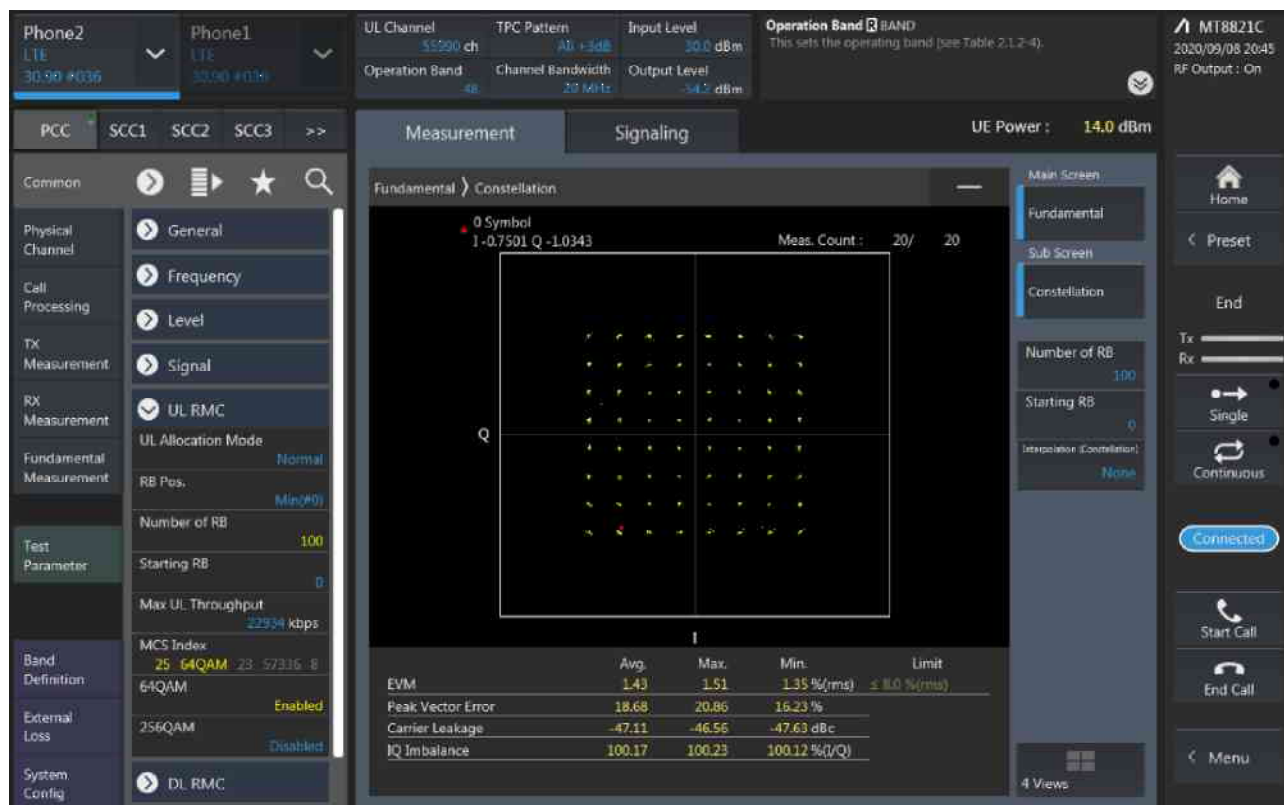 Phone2
LTE
30.90 #036
Phone1
LTE
30.90 #036
UL Channel
ch
TPC Pattern
All +3dB
Input Level
30.0 dBm
Operation Band
48
Channel Bandwidth
20 MHz
Output Level
dBm
Operation Band R BAND
This sets the operating band (see Table 2.1.2-4).
MT8821C
2020/09/08 20:45
RF Output : On
PCC
SCC1
SCC2
SCC3
>>
Measurement
Signaling
UE Power : 14.0 dBm
Common
Physical
Channel
Call
Processing
TX
Measurement
RX
Measurement
Fundamental
Measurement
Test
Parameter
Band
Definition
External
Loss
System
Config
General
Frequency
Level
Signal
UL RMC
UL Allocation Mode
Normal
RB Pos.
Min(#0)
Number of RB
100
Starting RB
0
Max UL Throughput
22934 kbps
MCS Index
25 64QAM 23 57336 8
64QAM
Enabled
256QAM
Disabled
DL RMC
Fundamental ⟩ Constellation
0 Symbol
I -0.7501 Q -1.0343
Meas. Count : 20/ 20
Q
I
Avg. Max. Min. Limit
EVM 1.43 1.51 1.35 %(rms) ≤ 8.0 %(rms)
Peak Vector Error 18.68 20.86 16.23 %
Carrier Leakage -47.11 -46.56 -47.63 dBc
IQ Imbalance 100.17 100.23 100.12 %(I/Q)
Main Screen
Fundamental
Sub Screen
Constellation
Number of RB
100
Starting RB
0
Interpolation (Constellation)
None
4 Views
Home
< Preset
End
Tx
Rx
Single
Continuous
Connected
Start Call
End Call
< Menu